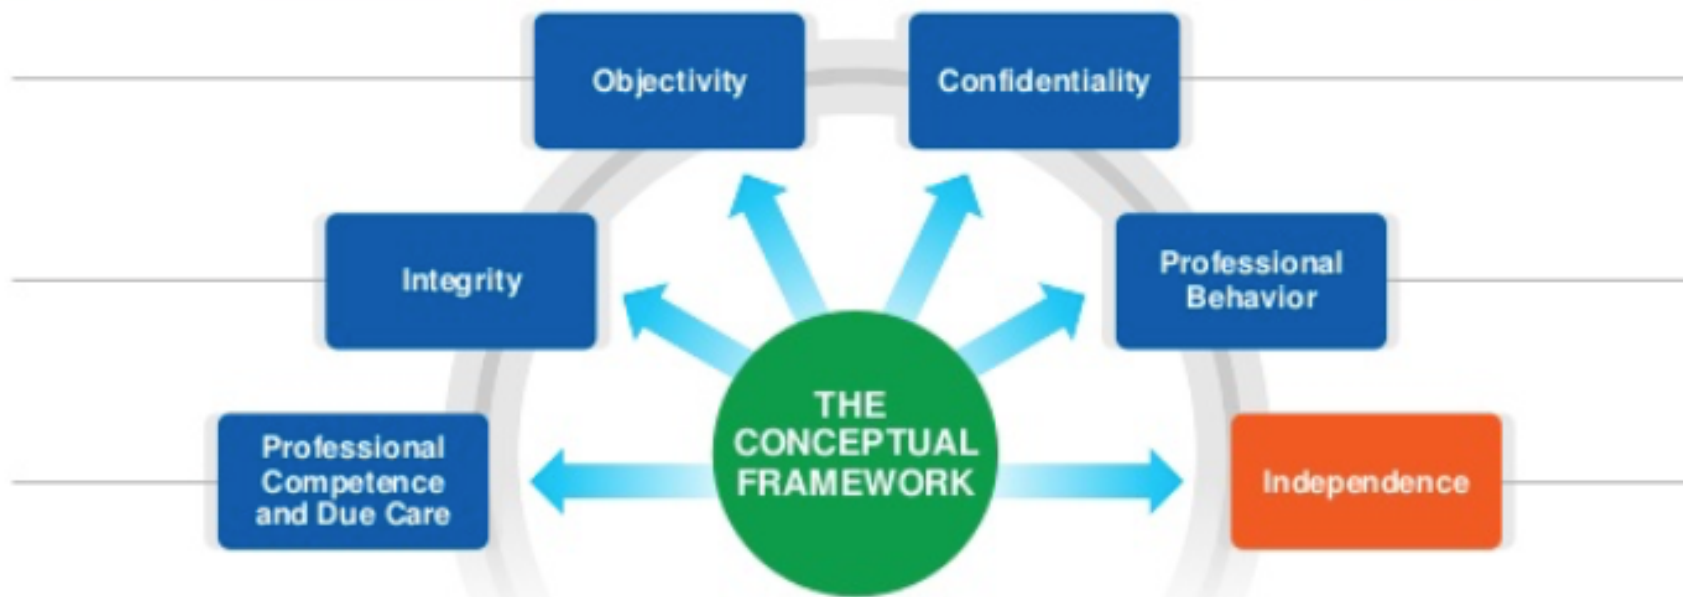 Objectivity
Confidentiality
Integrity
Professional
Behavior
THE
CONCEPTUAL
FRAMEWORK
Professional
Competence
and Due Care
Independence